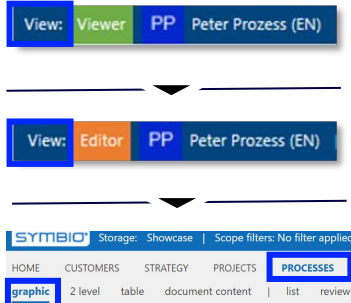 View: Viewer PP Peter Prozess (EN)
View: Editor PP Peter Prozess (EN)
SYMBIO Storage: Showcase | Scope filters: No filter applied
HOME CUSTOMERS STRATEGY PROJECTS PROCESSES
graphic 2 level table document content | list review